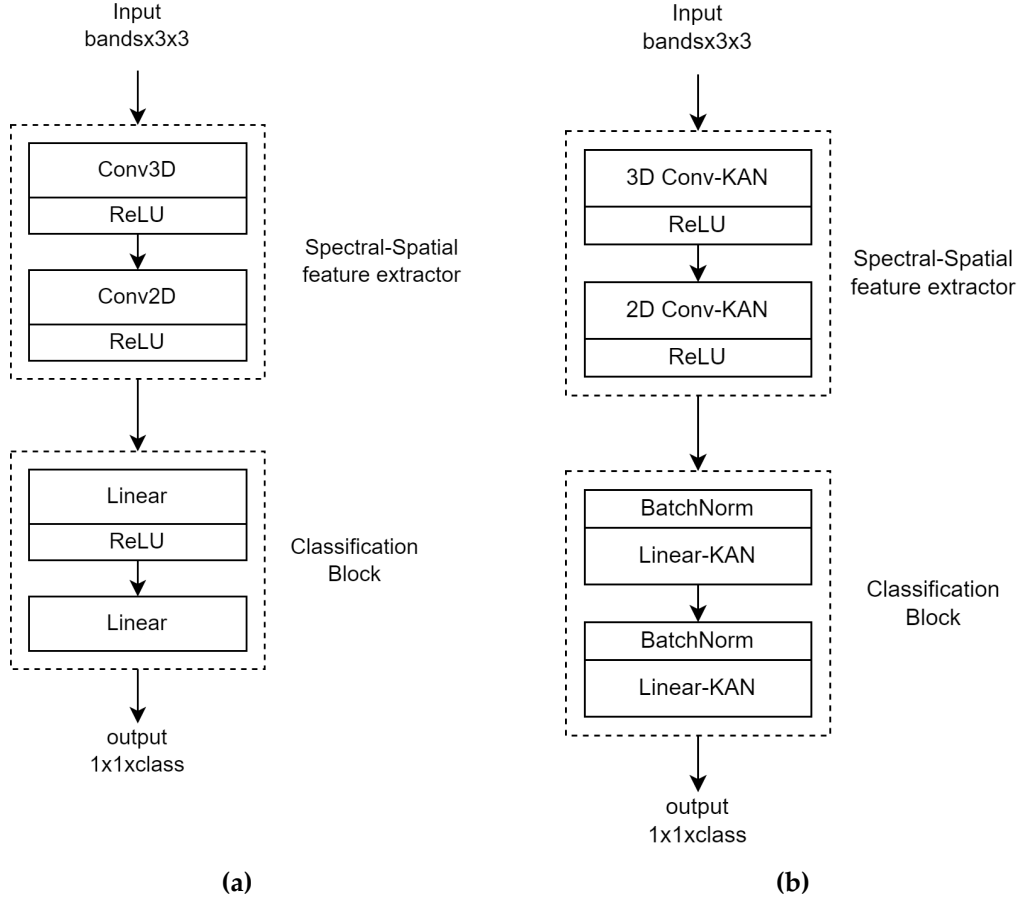 Input
bandsx3x3
Conv3D
ReLU
Conv2D
ReLU
Spectral-Spatial
feature extractor
Linear
ReLU
Linear
Classification
Block
output
1x1xclass
(a)
Input
bandsx3x3
3D Conv-KAN
ReLU
2D Conv-KAN
ReLU
Spectral-Spatial
feature extractor
BatchNorm
Linear-KAN
BatchNorm
Linear-KAN
Classification
Block
output
1x1xclass
(b)